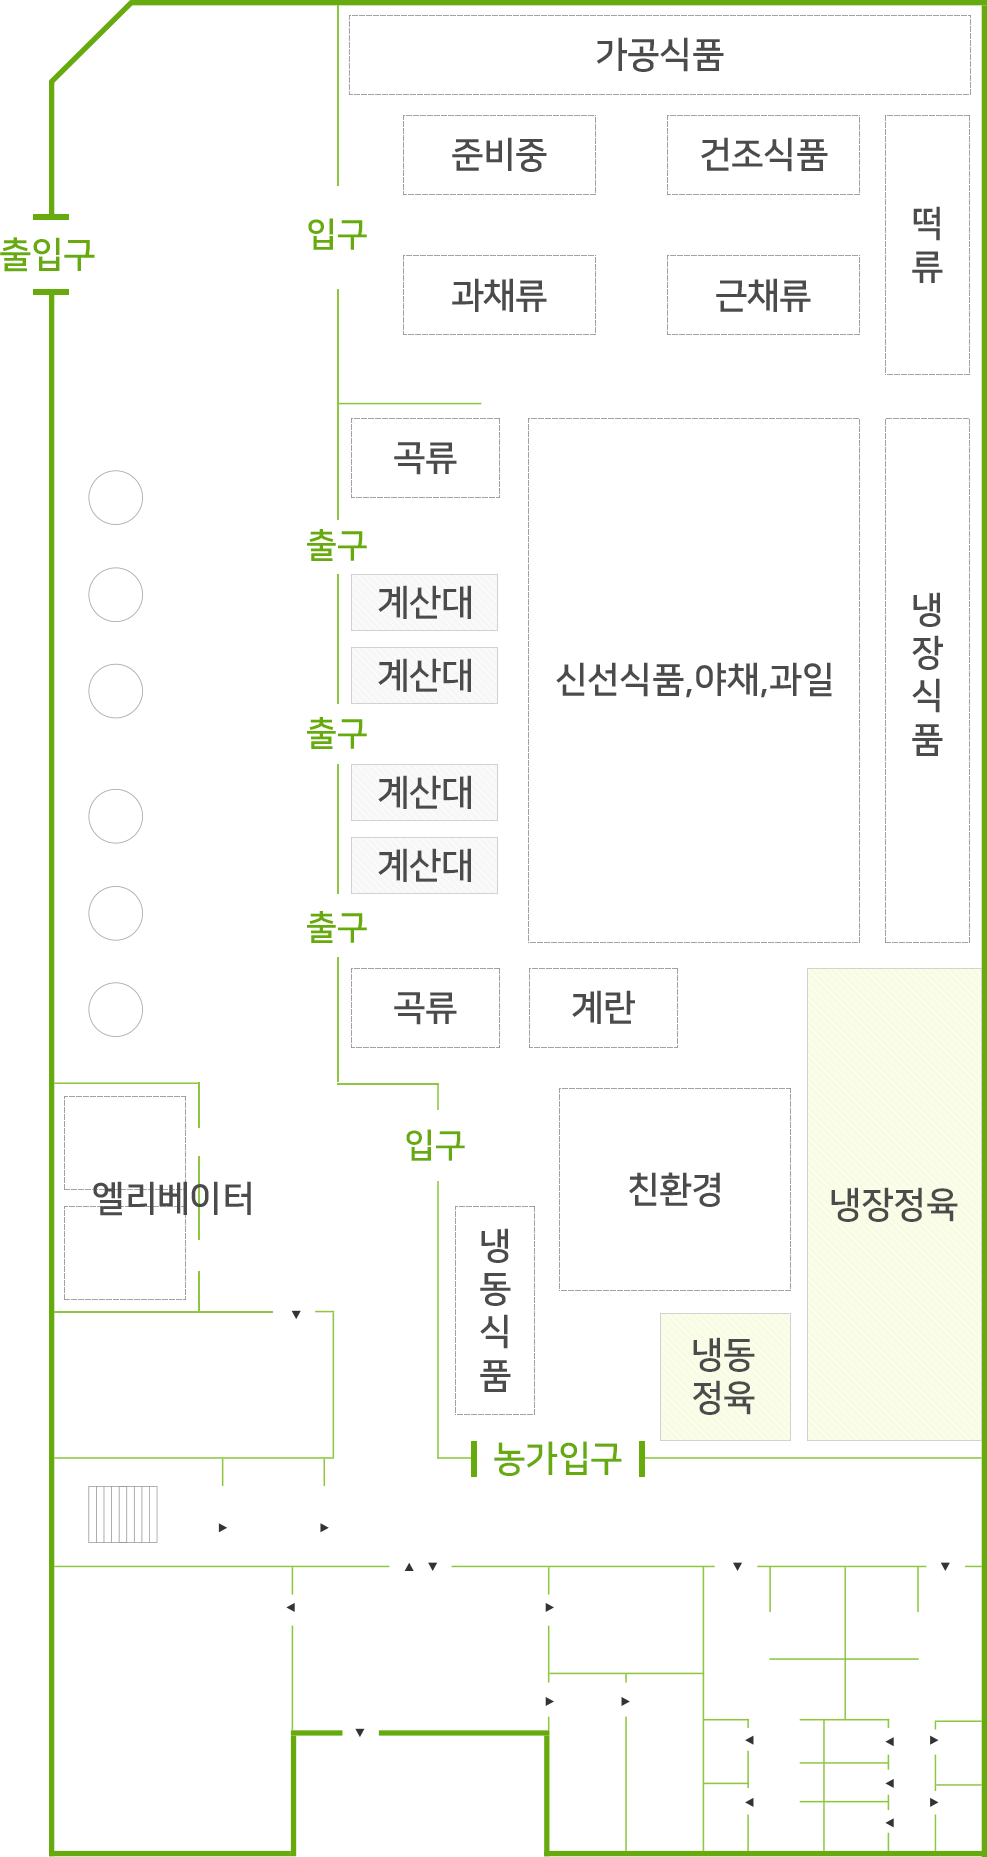 가공식품
준비중
건조식품
떡
류
입구
출입구
과채류
근채류
곡류
출구
계산대
계산대
신선식품,야채,과일
냉
장
식
품
출구
계산대
계산대
출구
곡류
계란
입구
엘리베이터
친환경
냉장정육
냉
동
식
품
냉동
정육
농가입구